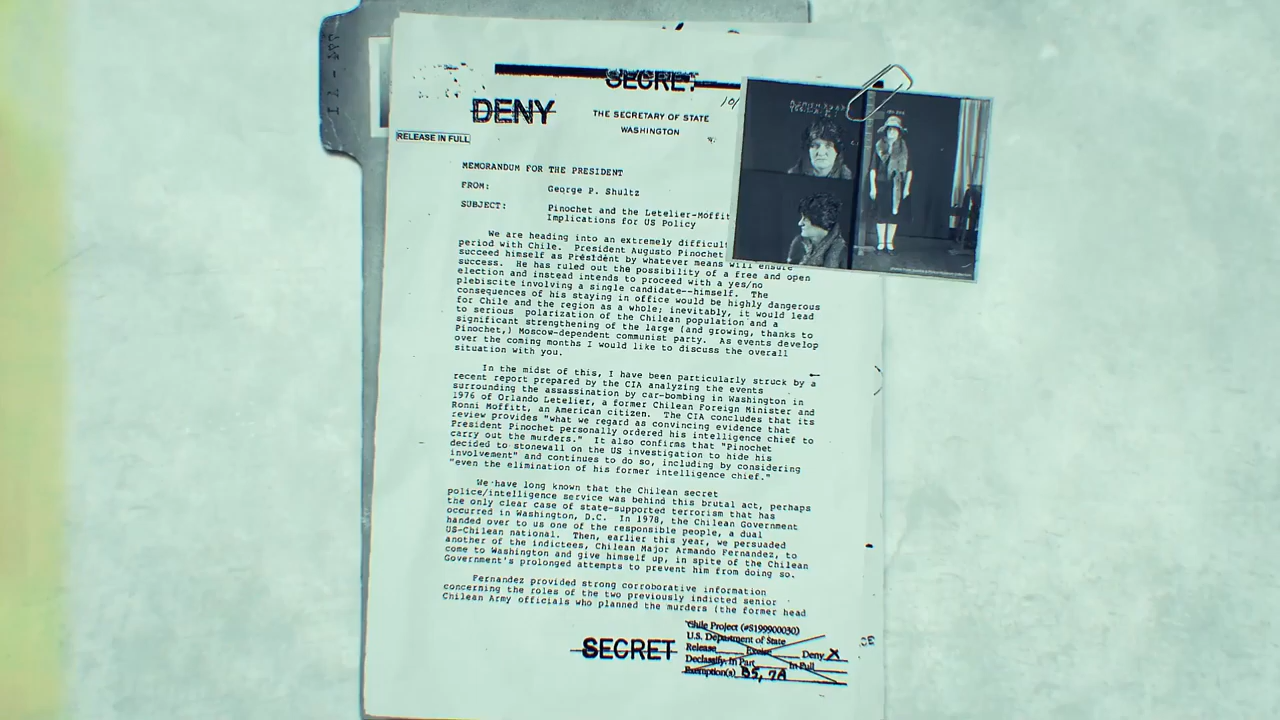 SECRET
DENY
THE SECRETARY OF STATE
WASHINGTON
RELEASE IN FULL
MEMORANDUM FOR THE PRESIDENT
FROM: George P. Shultz
SUBJECT: Pinochet and the Letelier-Moffit
Implications for US Policy
We are heading into an extremely difficul
period with Chile. President Augusto Pinochet
succeed himself as President by whatever means will ensure
success. He has ruled out the possibility of a free and open
election and instead intends to proceed with a yes/no
plebiscite involving a single candidate--himself. The
consequences of his staying in office would be highly dangerous
for Chile and the region as a whole; inevitably, it would lead
to serious polarization of the Chilean population and a
significant strengthening of the large (and growing, thanks to
Pinochet,) Moscow-dependent communist party. As events develop
over the coming months I would like to discuss the overall
situation with you.
In the midst of this, I have been particularly struck by a
recent report prepared by the CIA analyzing the events
surrounding the assassination by car-bombing in Washington in
1976 of Orlando Letelier, a former Chilean Foreign Minister and
Ronni Moffitt, an American citizen. The CIA concludes that its
review provides "what we regard as convincing evidence that
President Pinochet personally ordered his intelligence chief to
carry out the murders." It also confirms that "Pinochet
decided to stonewall on the US investigation to hide his
involvement" and continues to do so, including by considering
"even the elimination of his former intelligence chief."
We have long known that the Chilean secret
police/intelligence service was behind this brutal act, perhaps
the only clear case of state-supported terrorism that has
occurred in Washington, D.C. In 1978, the Chilean Government
handed over to us one of the responsible people, a dual
US-Chilean national. Then, earlier this year, we persuaded
another of the indictees, Chilean Major Armando Fernandez, to
come to Washington and give himself up, in spite of the Chilean
Government's prolonged attempts to prevent him from doing so.
Fernandez provided strong corroborative information
concerning the roles of the two previously indicted senior
Chilean Army officials who planned the murders (the former head
SECRET
Chile Project (#S199900030)
U.S. Department of State
Release Excise Deny X
Declassify: In Part In Full
Exemption(s) B5, 7A